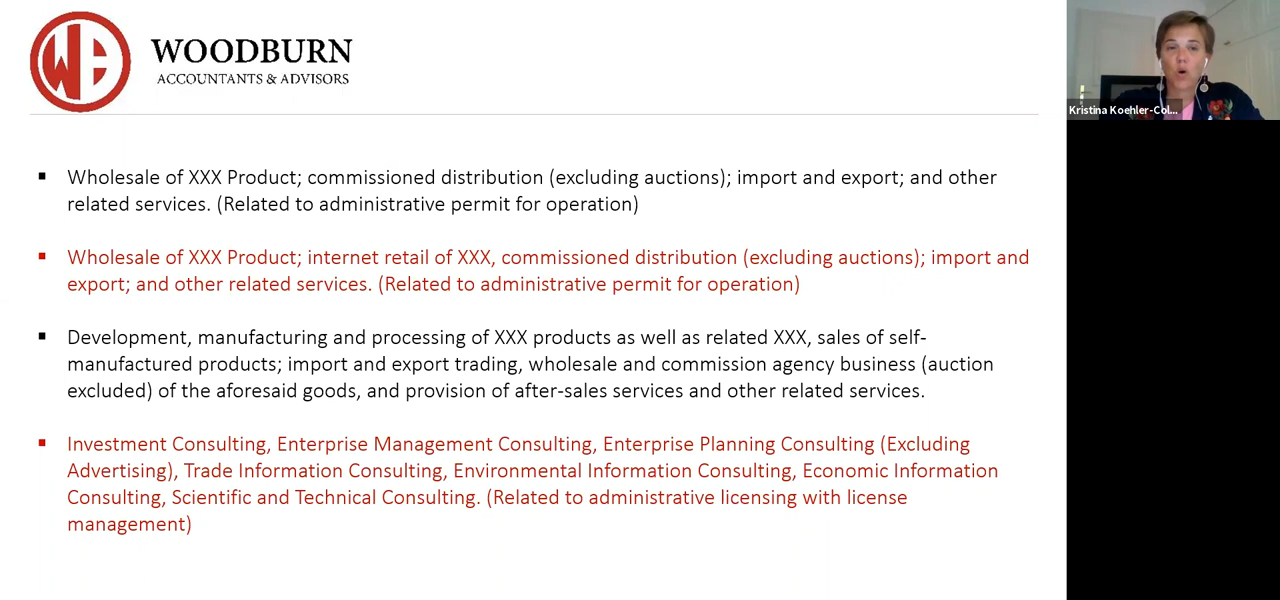 WOODBURN
ACCOUNTANTS & ADVISORS
Kristina Koehler-Col...
▪ Wholesale of XXX Product; commissioned distribution (excluding auctions); import and export; and other
related services. (Related to administrative permit for operation)
▪ Wholesale of XXX Product; internet retail of XXX, commissioned distribution (excluding auctions); import and
export; and other related services. (Related to administrative permit for operation)
▪ Development, manufacturing and processing of XXX products as well as related XXX, sales of self-
manufactured products; import and export trading, wholesale and commission agency business (auction
excluded) of the aforesaid goods, and provision of after-sales services and other related services.
▪ Investment Consulting, Enterprise Management Consulting, Enterprise Planning Consulting (Excluding
Advertising), Trade Information Consulting, Environmental Information Consulting, Economic Information
Consulting, Scientific and Technical Consulting. (Related to administrative licensing with license
management)